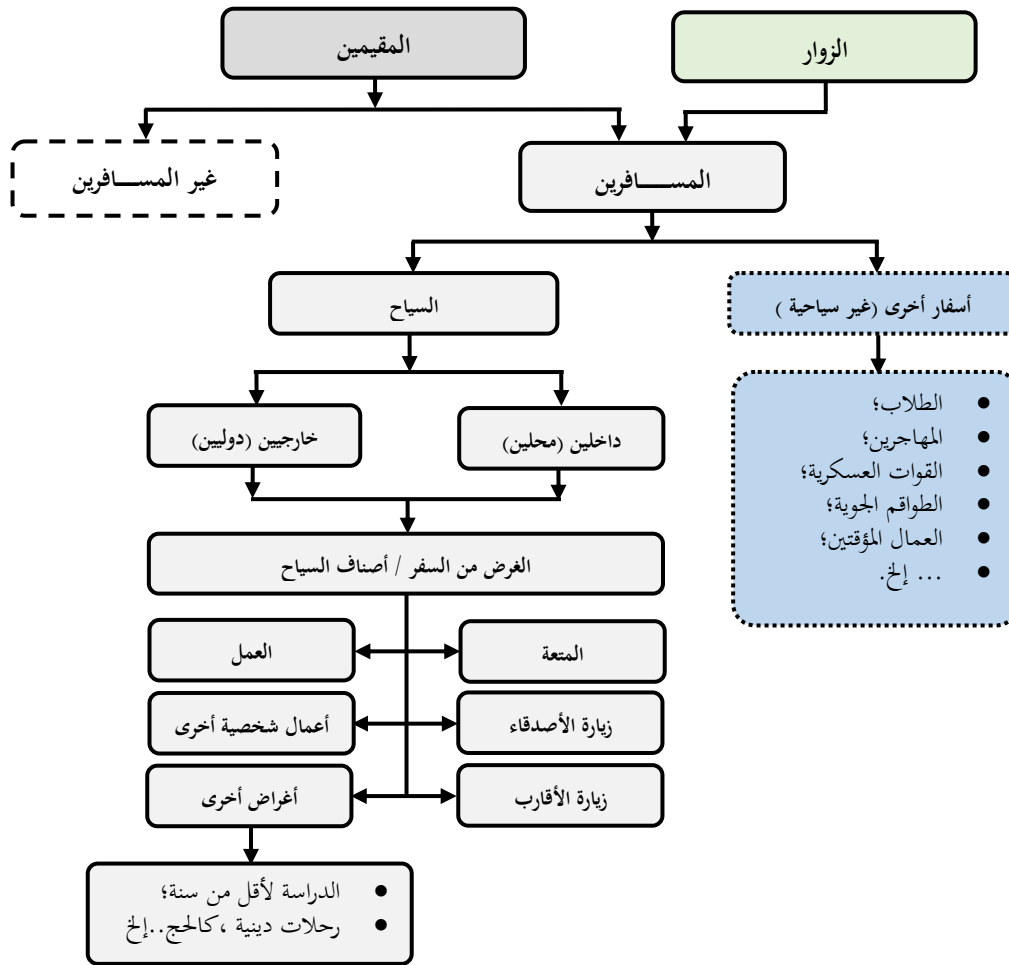 الزوار
المقيمين
المســـــافرين
غير المســـافرين
أسفار أخرى (غير سياحية )
السياح
الطلاب؛
المهاجرين؛
القوات العسكرية؛
الطواقم الجوية؛
العمال المؤقتين؛
... إلخ.
داخلين (محلين)
خارجيين (دوليين)
الغرض من السفر / أصناف السياح
المتعة
العمل
زيارة الأصدقاء
أعمال شخصية أخرى
زيارة الأقارب
أغراض أخرى
الدراسة لأقل من سنة؛
رحلات دينية ،كالحج..إلخ